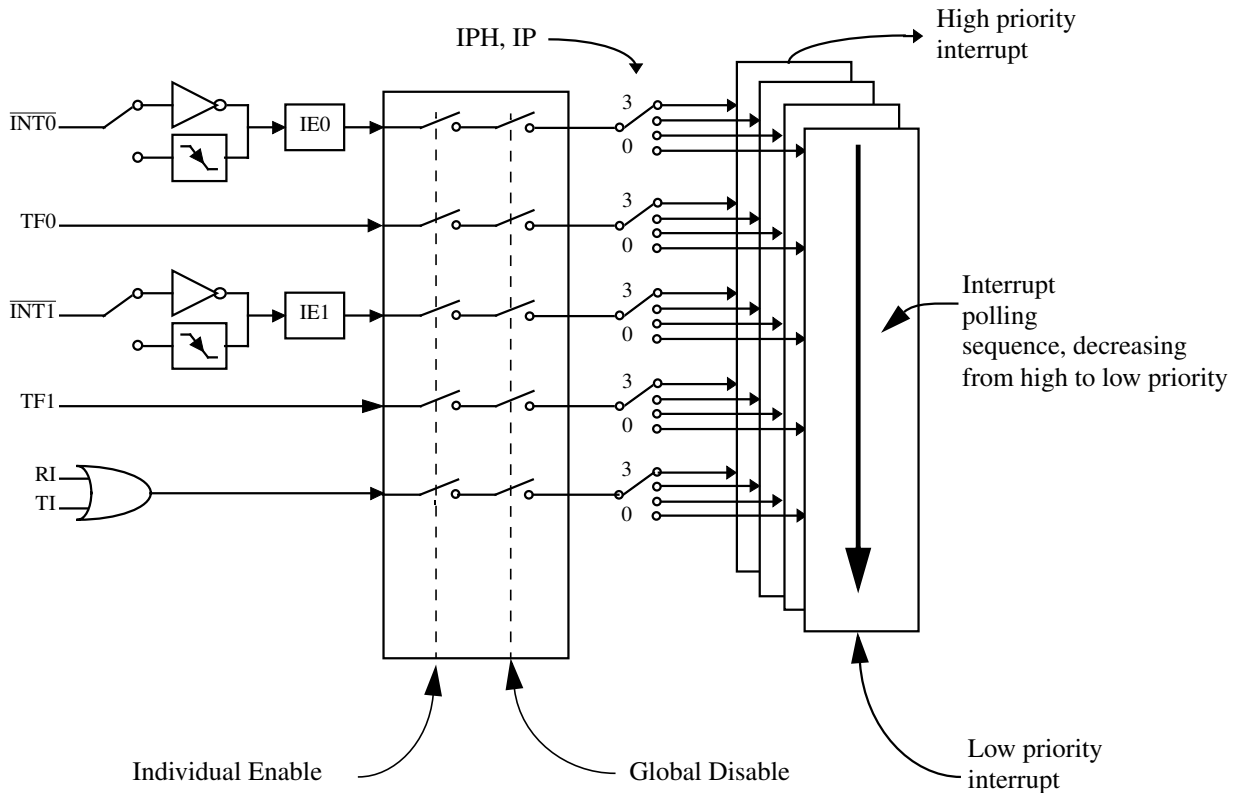 High priority
interrupt
IPH, IP
INT0
IE0
3
0
TF0
3
0
INT1
IE1
3
0
Interrupt
polling
sequence, decreasing
from high to low priority
TF1
3
0
RI
TI
3
0
Individual Enable
Global Disable
Low priority
interrupt